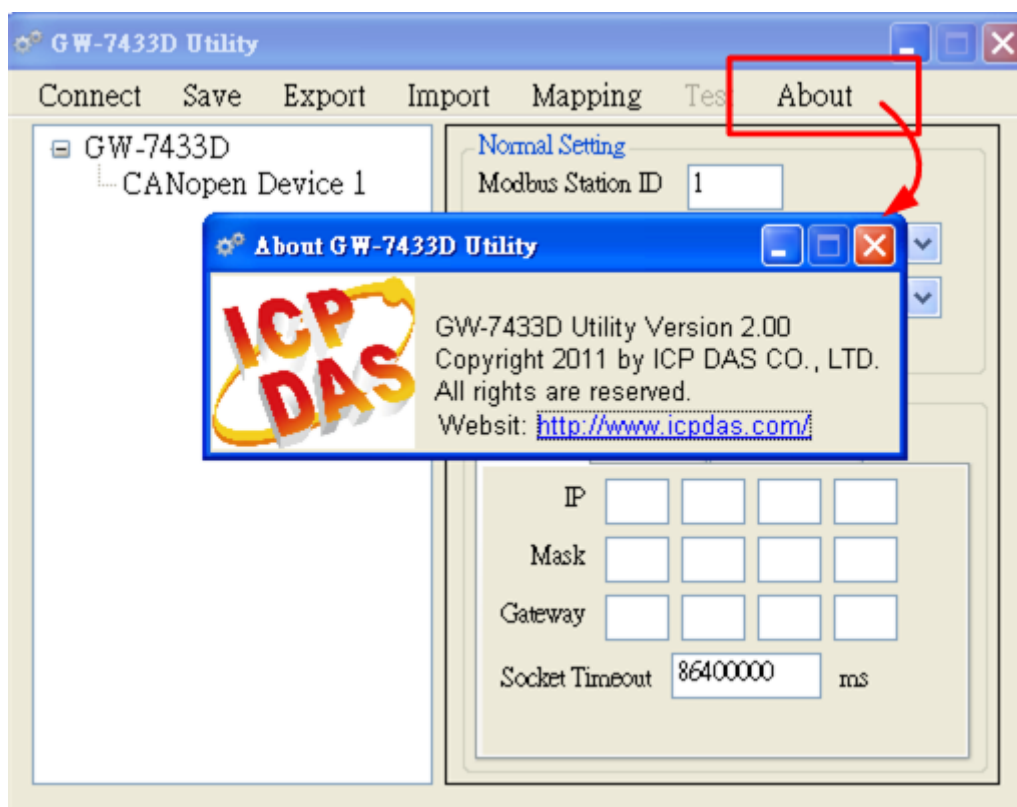 GW-7433D Utility
Connect Save Export Import Mapping Tes About
GW-7433D
CANopen Device 1
Normal Setting
Modbus Station ID 1
About GW-7433D Utility
ICP
DAS
GW-7433D Utility Version 2.00
Copyright 2011 by ICP DAS CO., LTD.
All rights are reserved.
Websit: http://www.icpdas.com/
IP
Mask
Gateway
Socket Timeout 86400000 ms